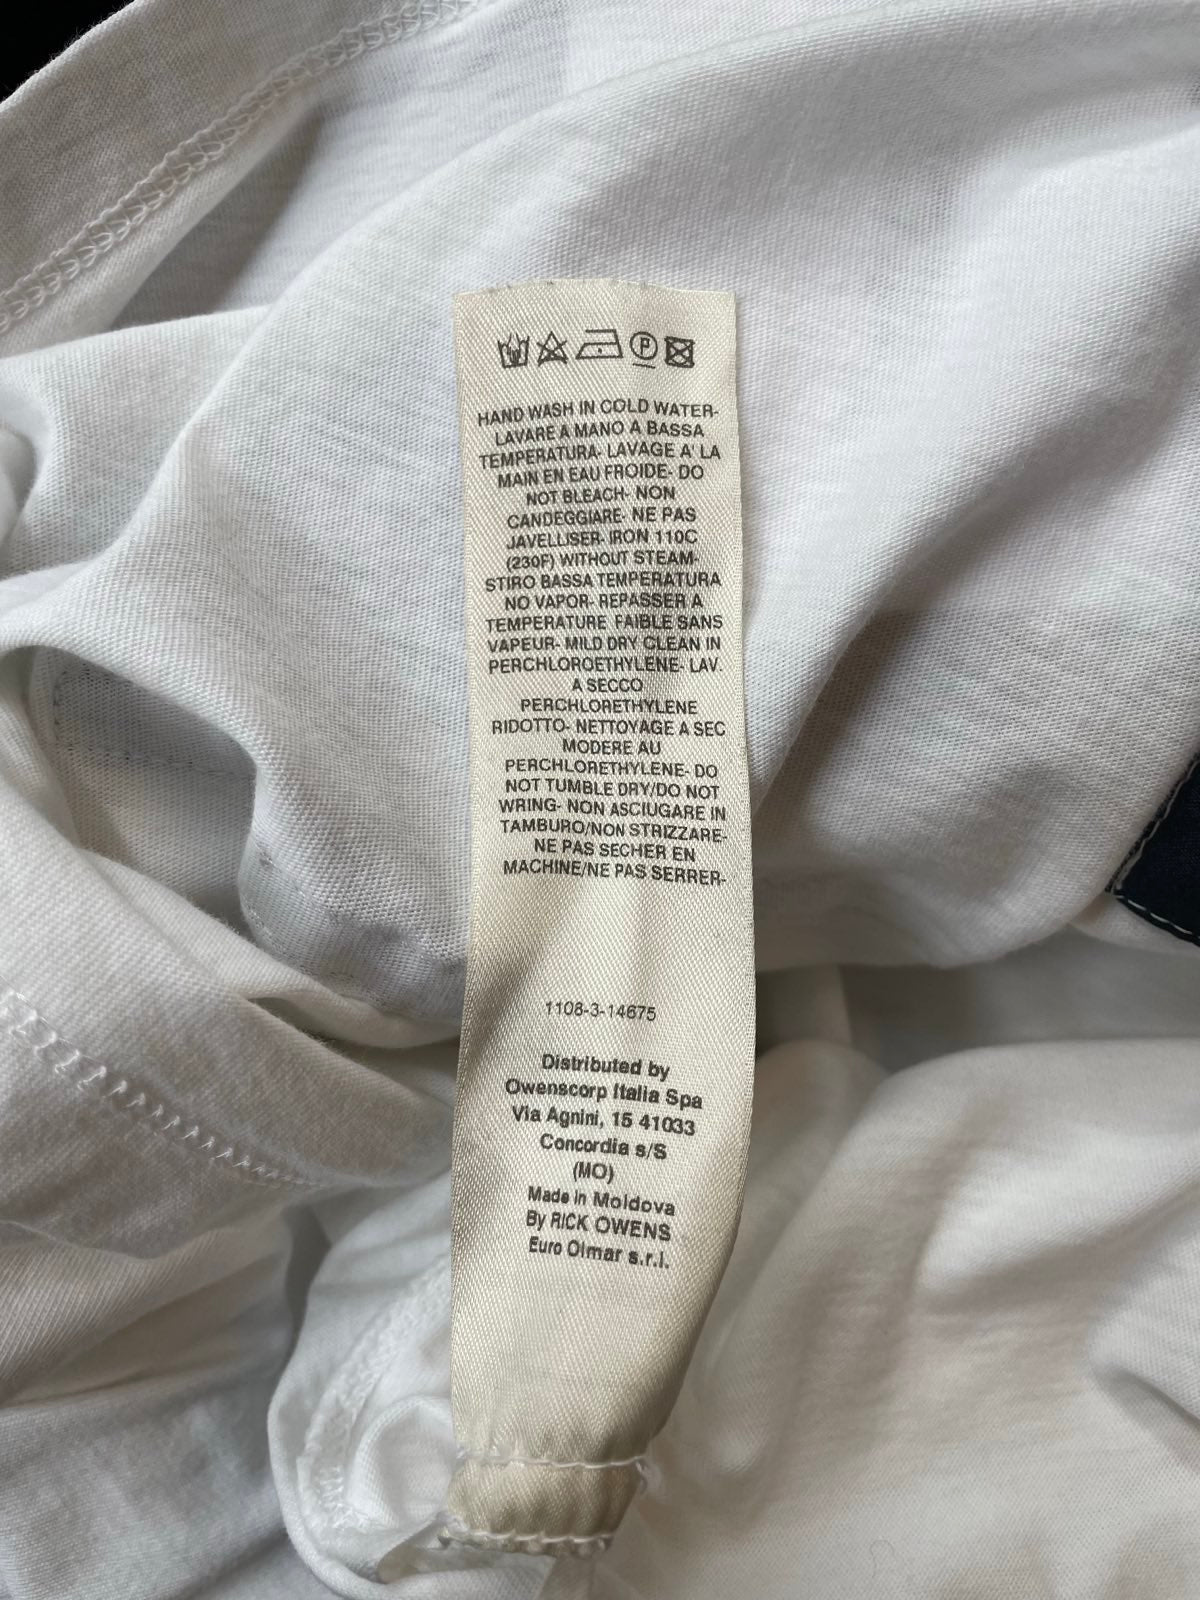 P
HAND WASH IN COLD WATER-
LAVARE A MANO A BASSA
TEMPERATURA- LAVAGE A' LA
MAIN EN EAU FROIDE- DO
NOT BLEACH- NON
CANDEGGIARE- NE PAS
JAVELLISER- IRON 110C
(230F) WITHOUT STEAM-
STIRO BASSA TEMPERATURA
NO VAPOR- REPASSER A
TEMPERATURE FAIBLE SANS
VAPEUR- MILD DRY CLEAN IN
PERCHLOROETHYLENE- LAV.
A SECCO
PERCHLORETHYLENE
RIDOTTO- NETTOYAGE A SEC
MODERE AU
PERCHLORETHYLENE- DO
NOT TUMBLE DRY/DO NOT
WRING- NON ASCIUGARE IN
TAMBURO/NON STRIZZARE-
NE PAS SECHER EN
MACHINE/NE PAS SERRER-
1108-3-14675
Distributed by
Owenscorp Italia Spa
Via Agnini, 15 41033
Concordia s/S
(MO)
Made in Moldova
By RICK OWENS
Euro Olmar s.r.l.